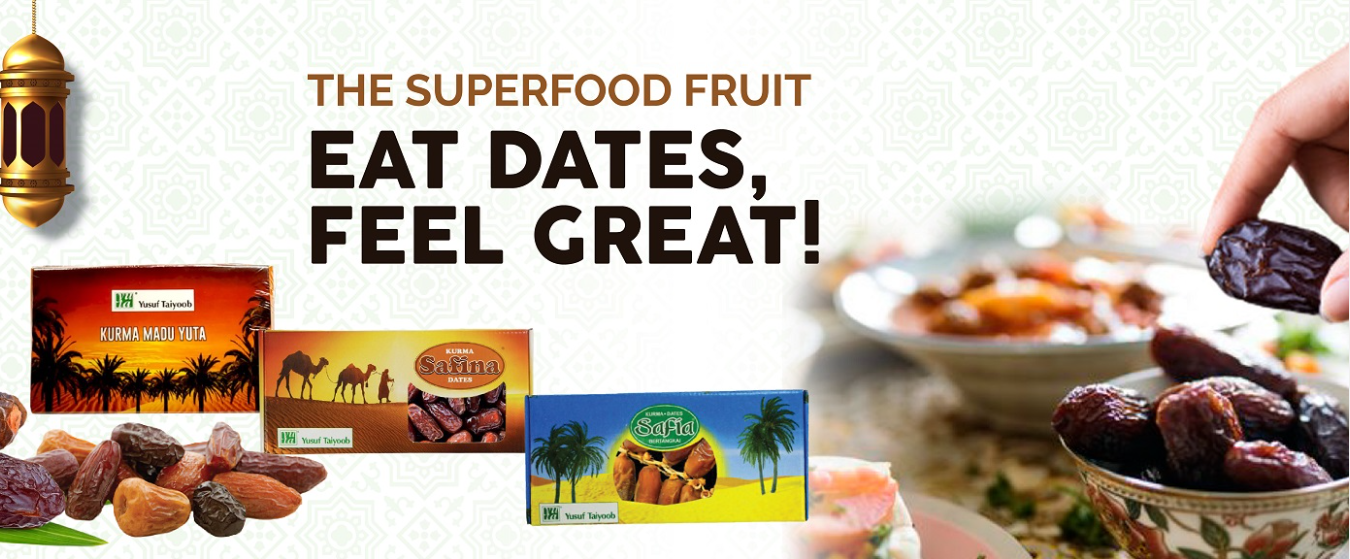 THE SUPERFOOD FRUIT
EAT DATES,
FEEL GREAT!
Yusuf Taiyoob
KURMA MADU YUTA
KURMA
Safina
DATES
Yusuf Taiyoob
KURMA • DATES
Safia
BERTANGKAI
Yusuf Taiyoob